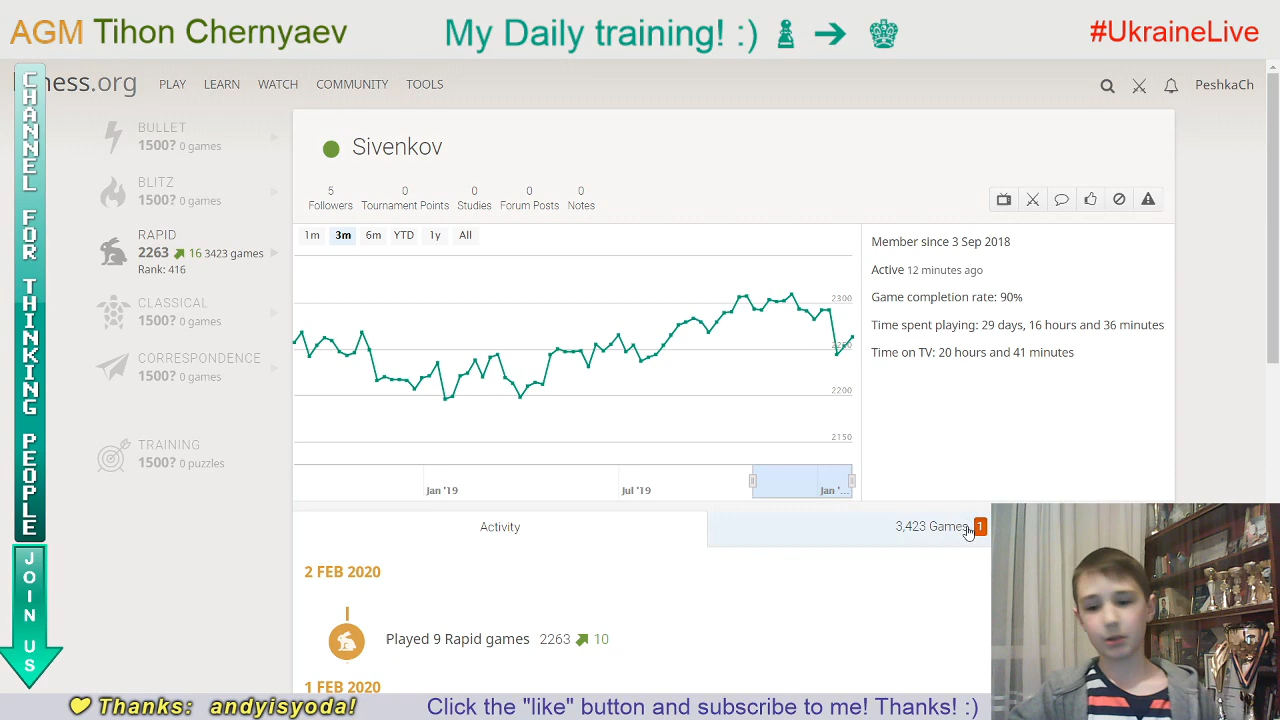 AGM Tihon Chernyaev
My Daily training! :)
#UkraineLive
CHANNEL FOR THINKING PEOPLE
JOIN US
hess.org
PLAY
LEARN
WATCH
COMMUNITY
TOOLS
PeshkaCh
BULLET
1500? 0 games
BLITZ
1500? 0 games
RAPID
2263 16 3423 games
Rank: 416
CLASSICAL
1500? 0 games
CORRESPONDENCE
1500? 0 games
TRAINING
1500? 0 puzzles
Sivenkov
5
Followers
0
Tournament Points
0
Studies
0
Forum Posts
0
Notes
1m
3m
6m
YTD
1y
All
2300
2250
2200
2150
Jan '19
Jul '19
Jan '...
Member since 3 Sep 2018
Active 12 minutes ago
Game completion rate: 90%
Time spent playing: 29 days, 16 hours and 36 minutes
Time on TV: 20 hours and 41 minutes
Activity
3,423 Games 1
2 FEB 2020
Played 9 Rapid games 2263 10
1 FEB 2020
Thanks: andyisyoda!
Click the "like" button and subscribe to me! Thanks! :)